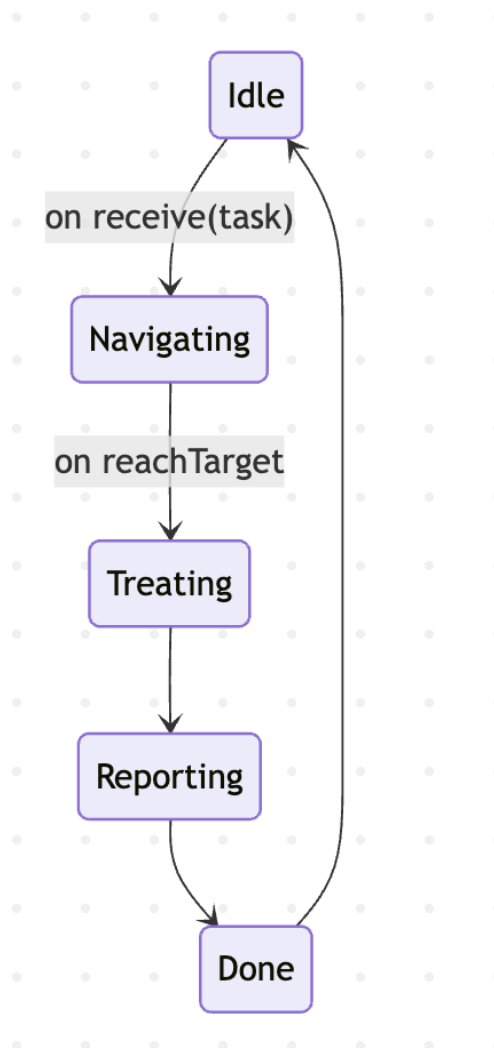 Idle
on receive(task)
Navigating
on reachTarget
Treating
Reporting
Done